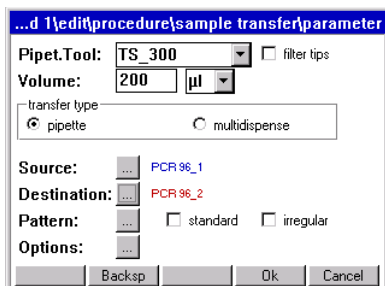 ...d 1\edit\procedure\sample transfer\parameter
Pipet.Tool: TS_300 filter tips
Volume: 200 µl
transfer type
pipette multidispense
Source: ... PCR 96_1
Destination: ... PCR 96_2
Pattern: ... standard irregular
Options: ...
Backsp Ok Cancel